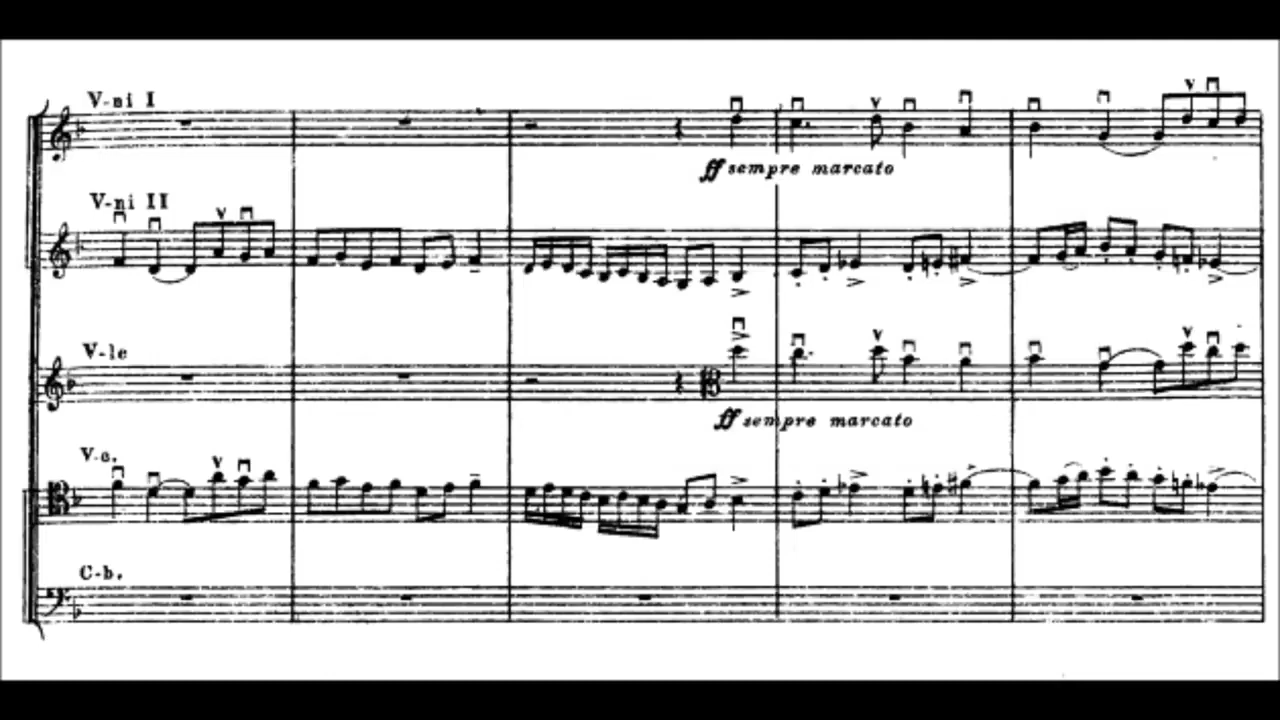 V-ni I
ff sempre marcato
V-ni II
V-le
ff sempre marcato
V-c.
C-b.